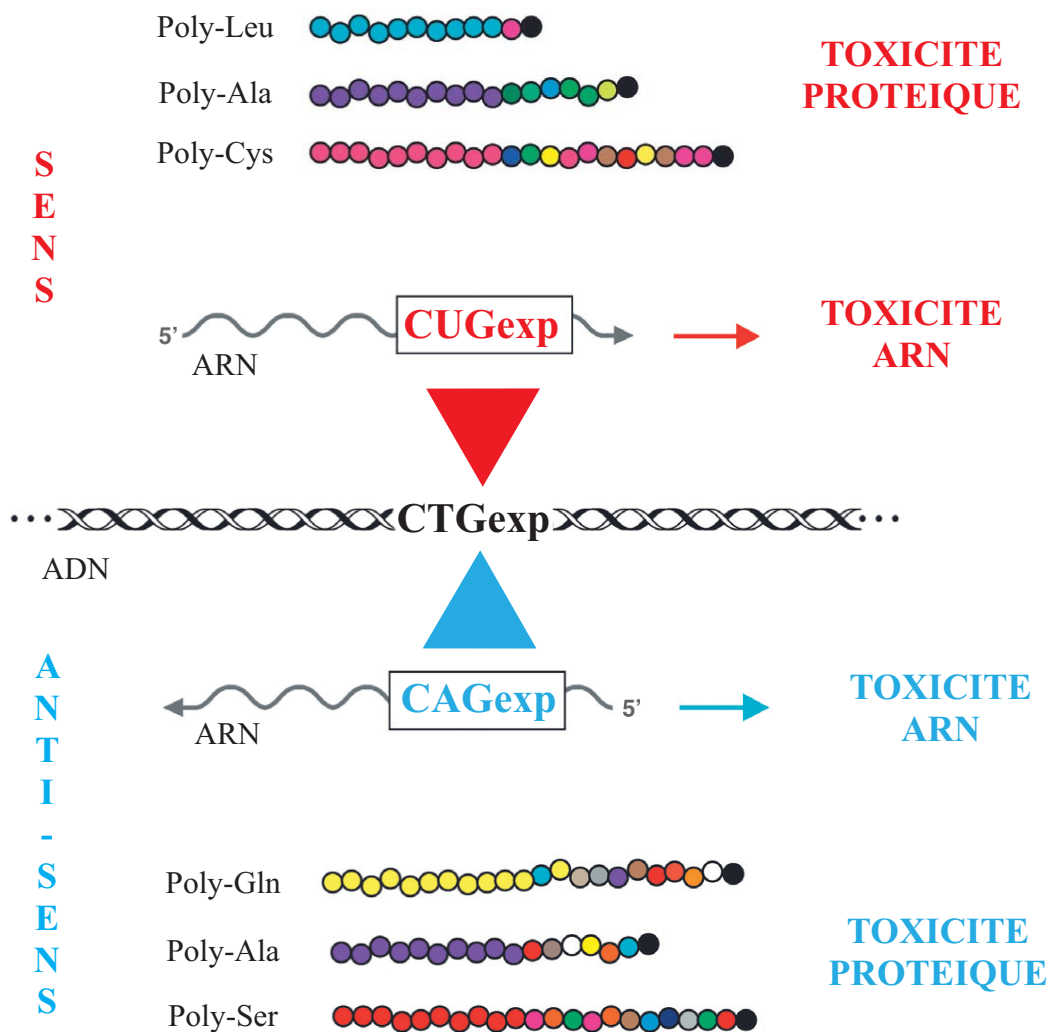 Poly-Leu
TOXICITE
PROTEIQUE
Poly-Ala
Poly-Cys
S
E
N
S
5’
CUGexp
ARN
TOXICITE
ARN
CTGexp
ADN
A
N
T
I
-
S
E
N
S
CAGexp
5’
ARN
TOXICITE
ARN
Poly-Gln
Poly-Ala
Poly-Ser
TOXICITE
PROTEIQUE